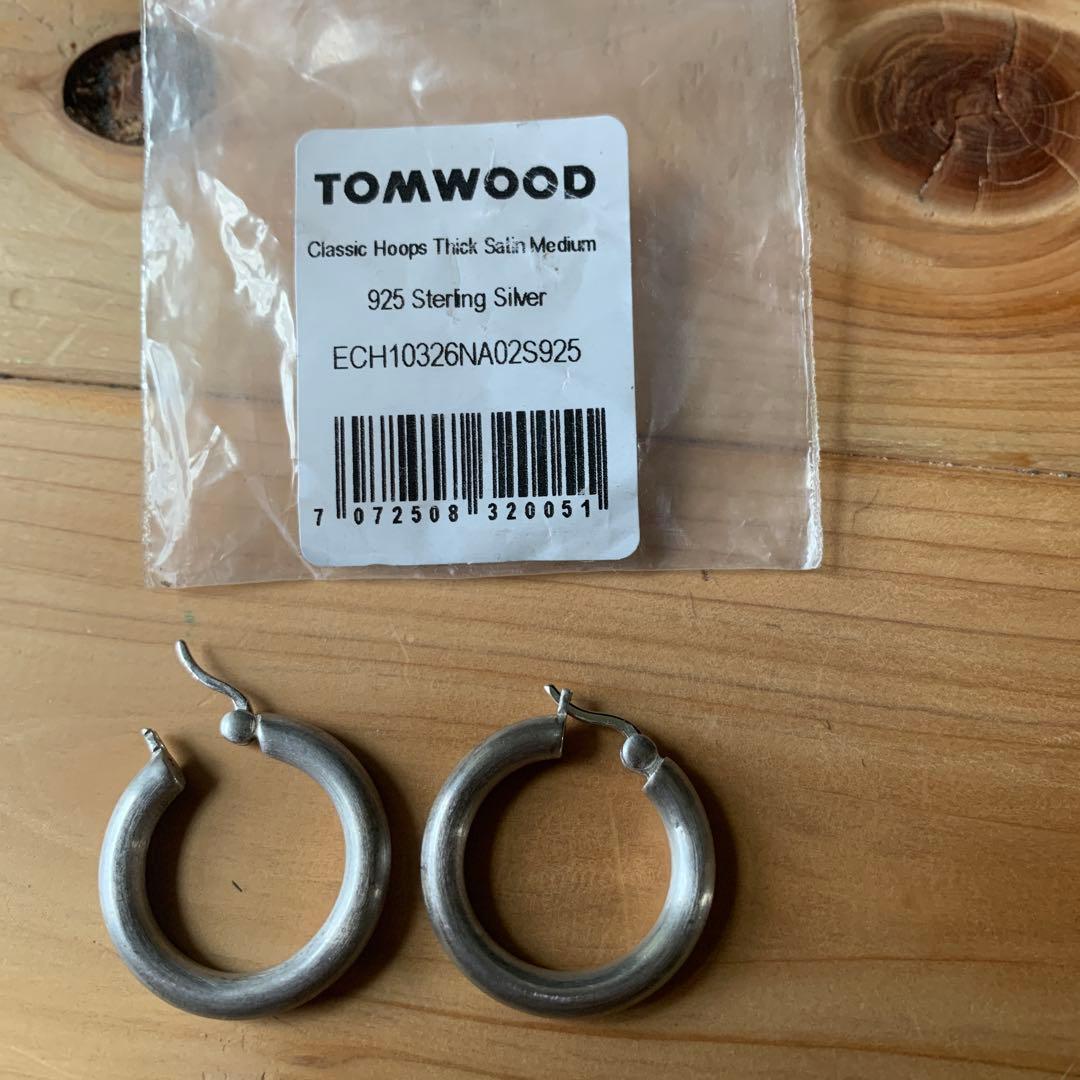 TOMWOOD
Classic Hoops Thick Satin Medium
925 Sterling Silver
ECH10326NA02S925
7 072508 320051